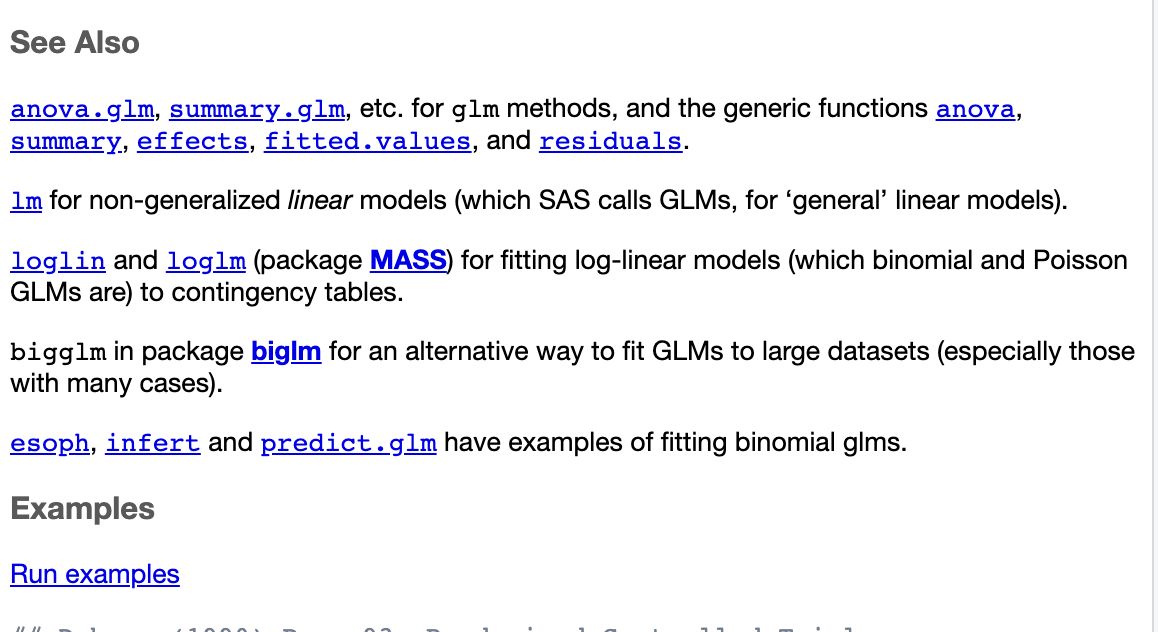 See Also
anova.glm, summary.glm, etc. for glm methods, and the generic functions anova,
summary, effects, fitted.values, and residuals.
lm for non-generalized linear models (which SAS calls GLMs, for ‘general’ linear models).
loglin and loglm (package MASS) for fitting log-linear models (which binomial and Poisson
GLMs are) to contingency tables.
bigglm in package biglm for an alternative way to fit GLMs to large datasets (especially those
with many cases).
esoph, infert and predict.glm have examples of fitting binomial glms.
Examples
Run examples